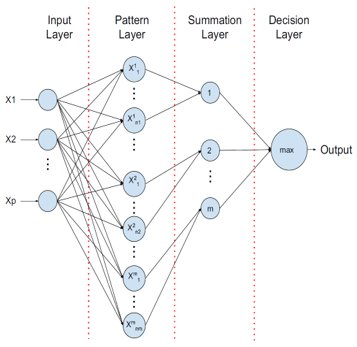 Input Layer
Pattern Layer
Summation Layer
Decision Layer
X1
X2
Xp
X¹₁
X¹ₙ₁
X²₁
X²ₙ₂
Xᵐ₁
Xᵐₙₘ
1
2
m
max
Output